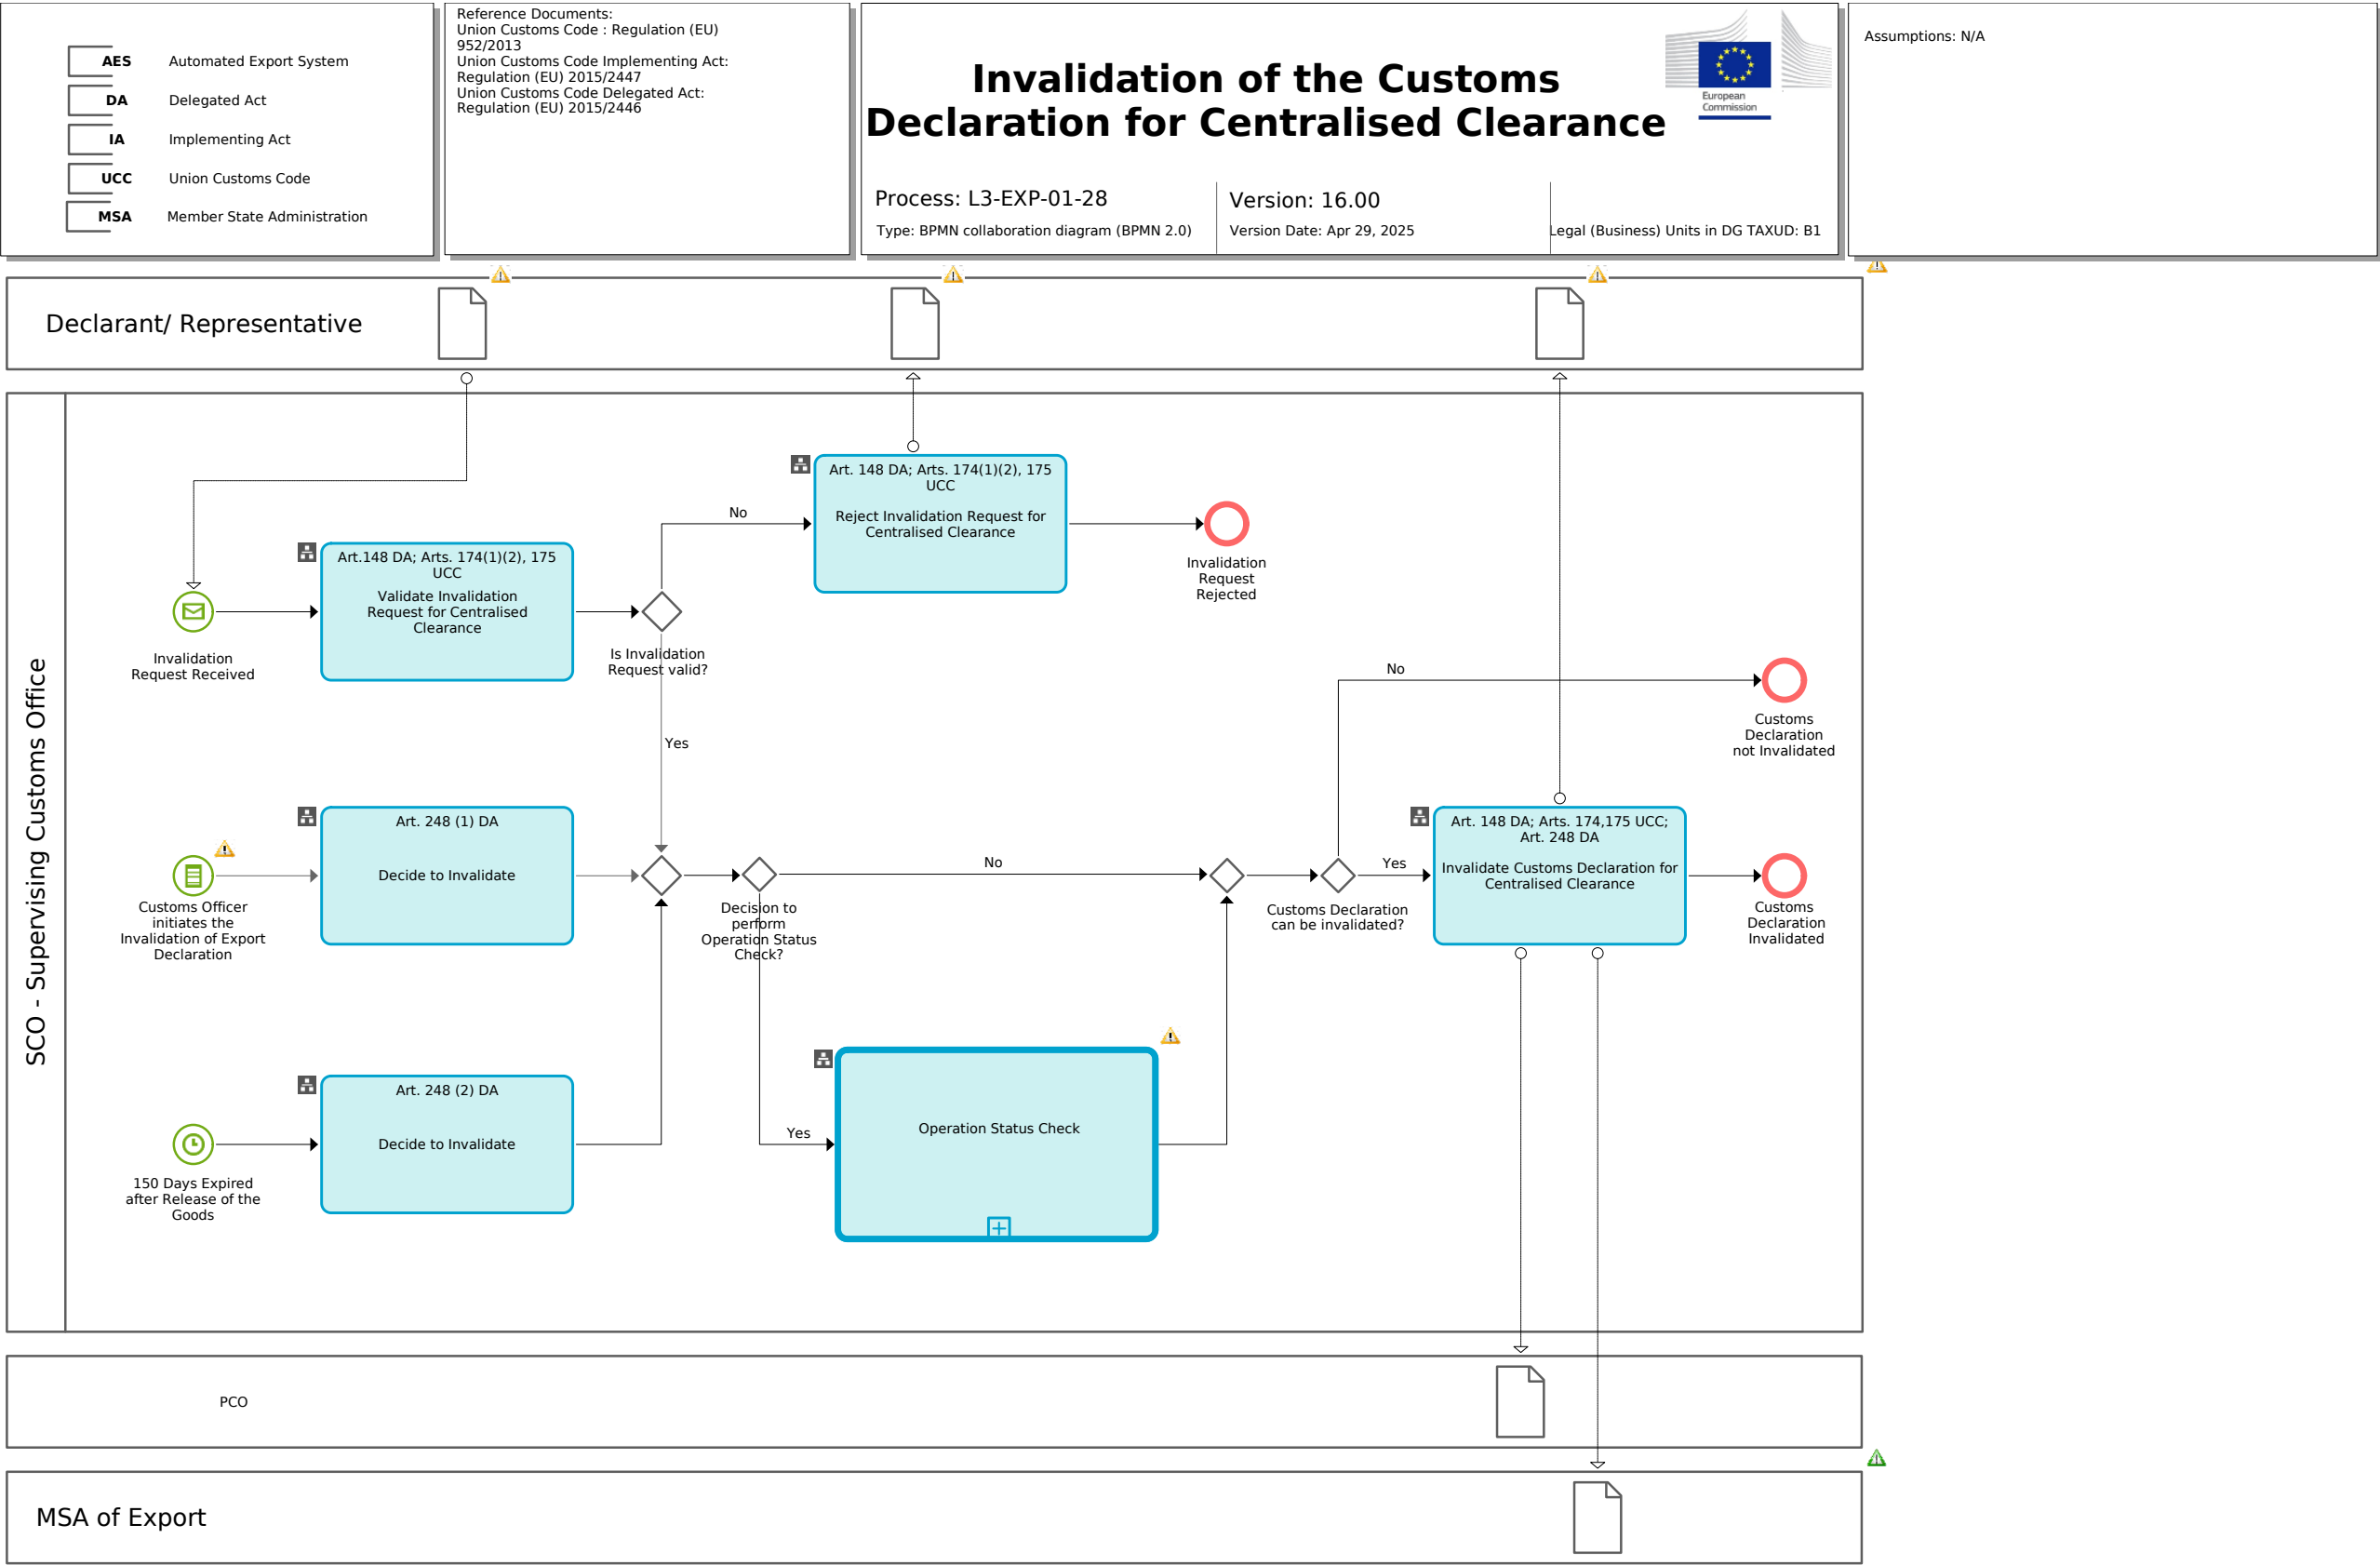 AES Automated Export System
DA Delegated Act
IA Implementing Act
UCC Union Customs Code
MSA Member State Administration
Reference Documents:
Union Customs Code : Regulation (EU)
952/2013
Union Customs Code Implementing Act:
Regulation (EU) 2015/2447
Union Customs Code Delegated Act:
Regulation (EU) 2015/2446
Invalidation of the Customs
Declaration for Centralised Clearance
European
Commission
Process: L3-EXP-01-28
Version: 16.00
Type: BPMN collaboration diagram (BPMN 2.0)
Version Date: Apr 29, 2025
Legal (Business) Units in DG TAXUD: B1
Assumptions: N/A
Declarant/ Representative
SCO - Supervising Customs Office
Art. 148 DA; Arts. 174(1)(2), 175
UCC
Reject Invalidation Request for
Centralised Clearance
No
Invalidation
Request
Rejected
Art.148 DA; Arts. 174(1)(2), 175
UCC
Validate Invalidation
Request for Centralised
Clearance
Invalidation
Request Received
Is Invalidation
Request valid?
Yes
No
Customs
Declaration
not Invalidated
Art. 248 (1) DA
Decide to Invalidate
Customs Officer
initiates the
Invalidation of Export
Declaration
Decision to
perform
Operation Status
Check?
No
Customs Declaration
can be invalidated?
Yes
Art. 148 DA; Arts. 174,175 UCC;
Art. 248 DA
Invalidate Customs Declaration for
Centralised Clearance
Customs
Declaration
Invalidated
Art. 248 (2) DA
Decide to Invalidate
150 Days Expired
after Release of the
Goods
Yes
Operation Status Check
PCO
MSA of Export